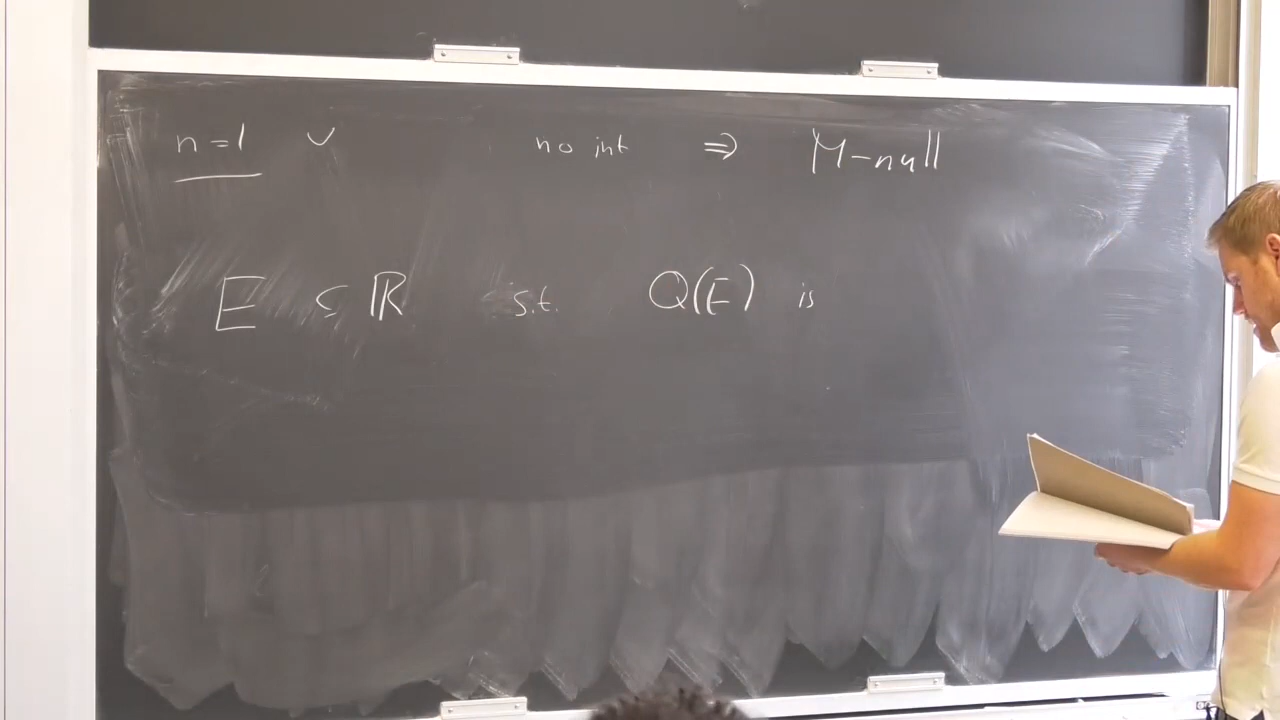 n=1 ✓ no int ⇒ M-null
E ⊆ ℝ s.t. Q(E) is